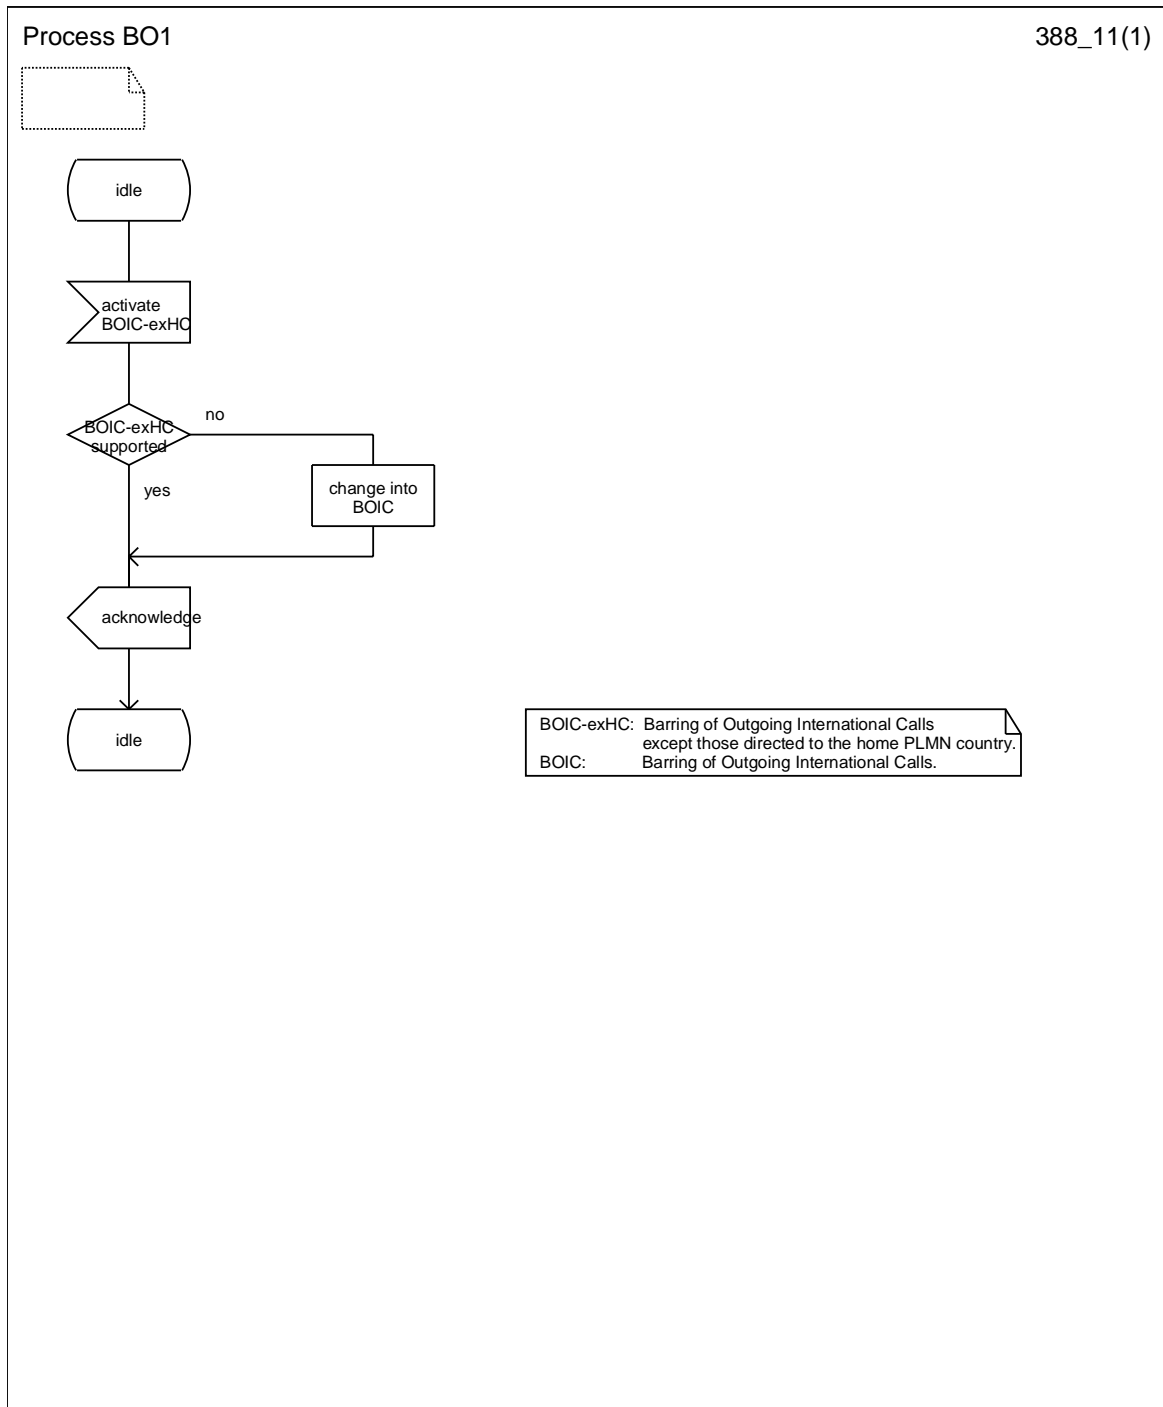 Process BO1
388_11(1)
idle
activate
BOIC-exHC
BOIC-exHC
supported
no
yes
change into
BOIC
acknowledge
idle
BOIC-exHC: Barring of Outgoing International Calls
except those directed to the home PLMN country.
BOIC: Barring of Outgoing International Calls.